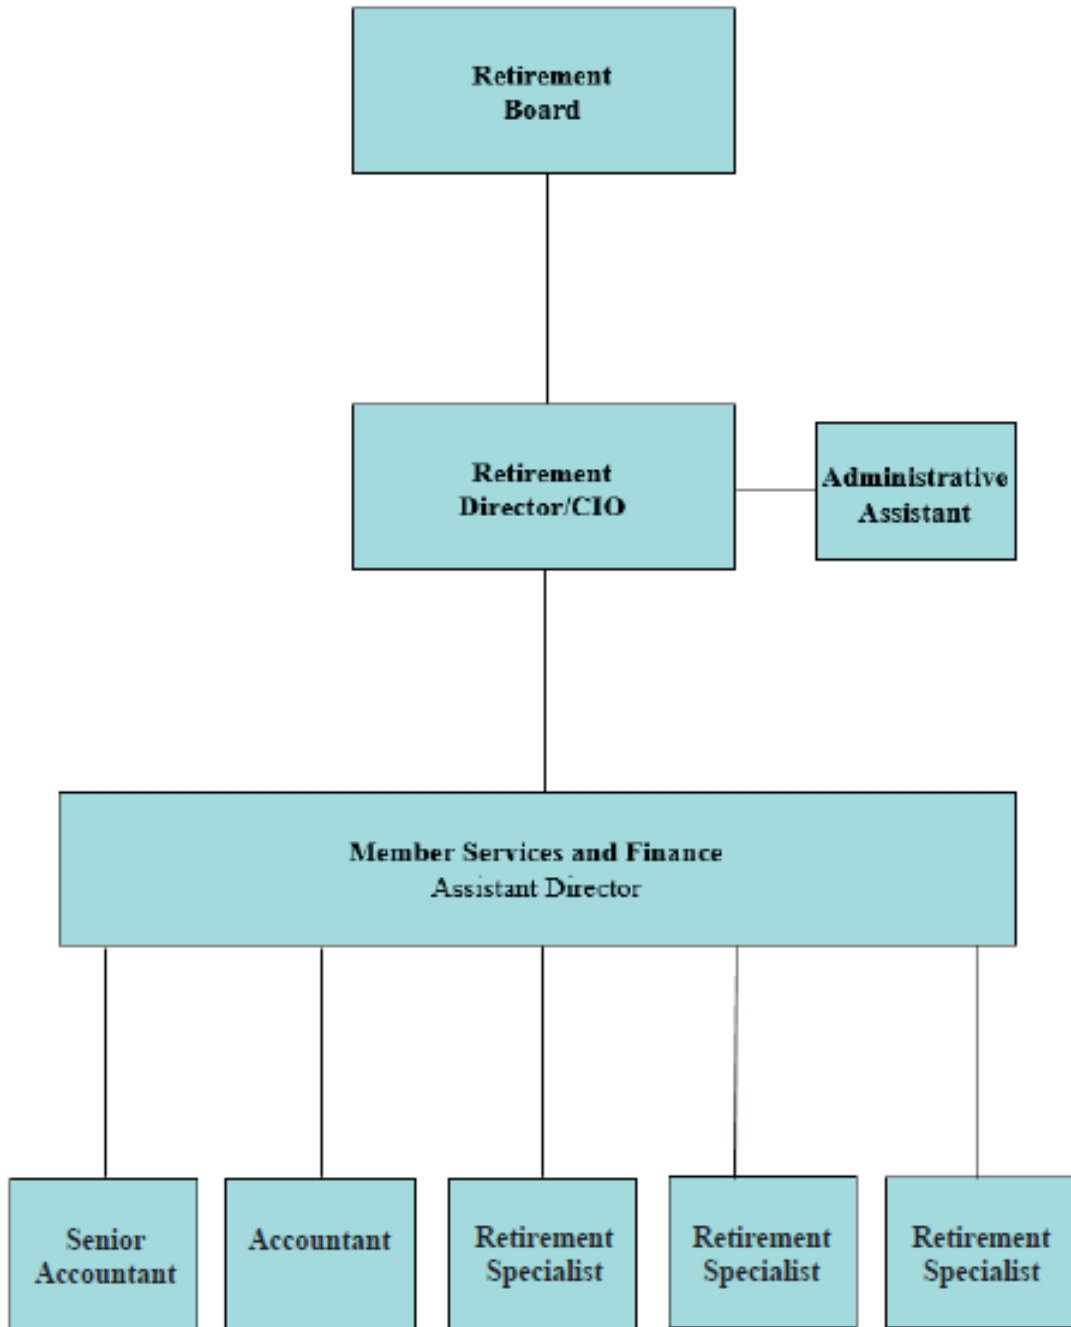 Retirement
Board
Retirement
Director/CIO
Administrative
Assistant
Member Services and Finance
Assistant Director
Senior
Accountant
Accountant
Retirement
Specialist
Retirement
Specialist
Retirement
Specialist